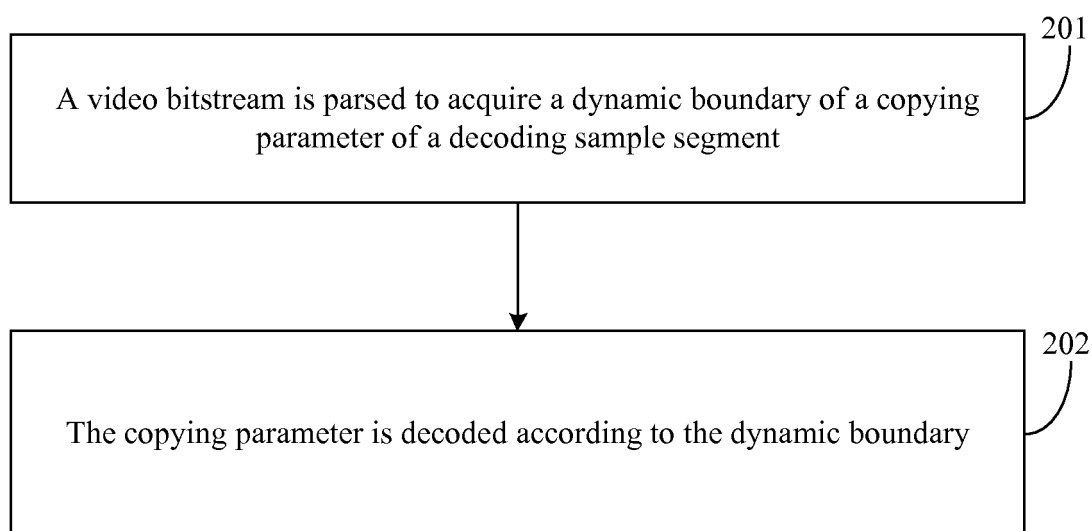 201
A video bitstream is parsed to acquire a dynamic boundary of a copying
parameter of a decoding sample segment
202
The copying parameter is decoded according to the dynamic boundary